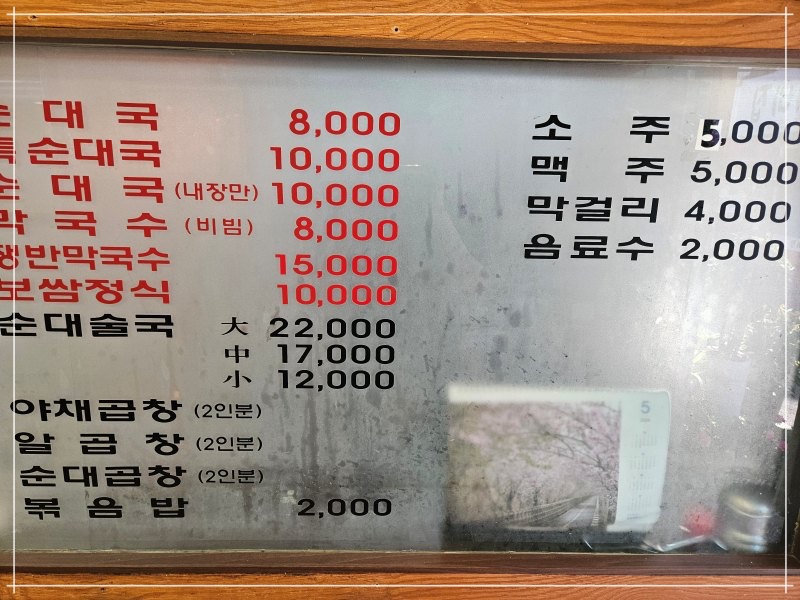 순 대 국 8,000
특순대국 10,000
순 대 국 (내장만) 10,000
막 국 수 (비빔) 8,000
쟁반막국수 15,000
보쌈정식 10,000
순대술국 大 22,000
中 17,000
小 12,000
야채곱창 (2인분)
알 곱 창 (2인분)
순대곱창 (2인분)
볶 음 밥 2,000
소 주 5,000
맥 주 5,000
막걸리 4,000
음료수 2,000
5